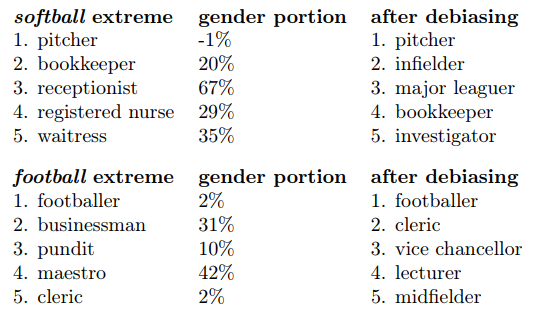 softball extreme gender portion after debiasing
1. pitcher -1% 1. pitcher
2. bookkeeper 20% 2. infielder
3. receptionist 67% 3. major leaguer
4. registered nurse 29% 4. bookkeeper
5. waitress 35% 5. investigator
football extreme gender portion after debiasing
1. footballer 2% 1. footballer
2. businessman 31% 2. cleric
3. pundit 10% 3. vice chancellor
4. maestro 42% 4. lecturer
5. cleric 2% 5. midfielder